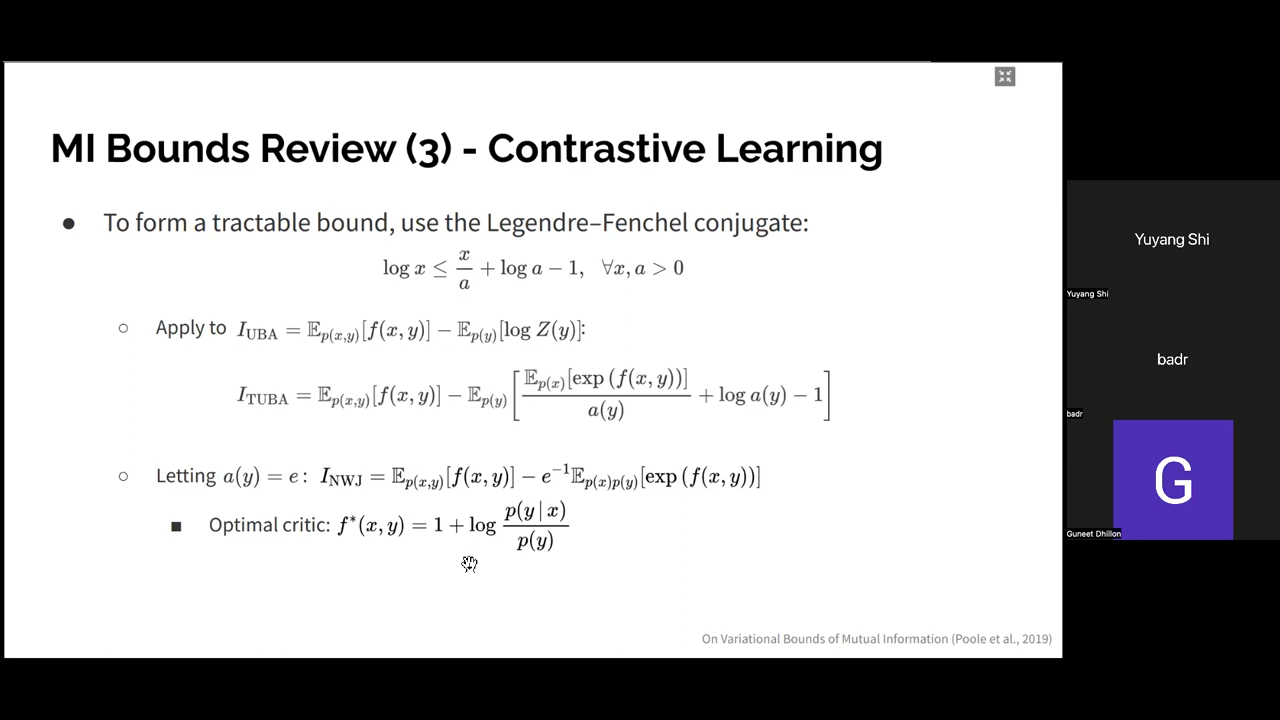 MI Bounds Review (3) - Contrastive Learning
● To form a tractable bound, use the Legendre–Fenchel conjugate:
log x ≤ x/a + log a − 1, ∀x, a > 0
○ Apply to I_UBA = 𝔼_p(x,y)[f(x, y)] − 𝔼_p(y)[log Z(y)]:
I_TUBA = 𝔼_p(x,y)[f(x, y)] − 𝔼_p(y)[𝔼_p(x)[exp (f(x, y))]/a(y) + log a(y) − 1]
○ Letting a(y) = e : I_NWJ = 𝔼_p(x,y)[f(x, y)] − e^−1 𝔼_p(x)p(y)[exp (f(x, y))]
■ Optimal critic: f*(x, y) = 1 + log p(y | x)/p(y)
On Variational Bounds of Mutual Information (Poole et al., 2019)
Yuyang Shi
Yuyang Shi
badr
badr
G
Guneet Dhillon